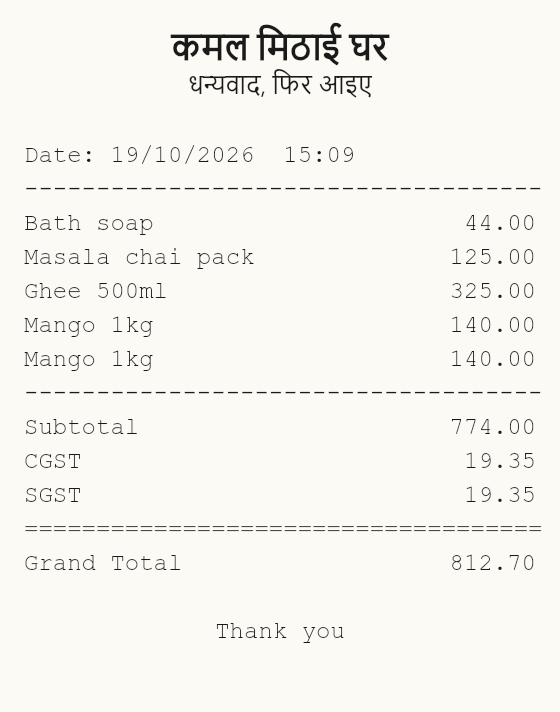 कमल मिठाई घर
धन्यवाद, फिर आइए
Date: 19/10/2026  15:09
------------------------------------
Bath soap 44.00
Masala chai pack 125.00
Ghee 500ml 325.00
Mango 1kg 140.00
Mango 1kg 140.00
------------------------------------
Subtotal 774.00
CGST 19.35
SGST 19.35
====================================
Grand Total 812.70
Thank you